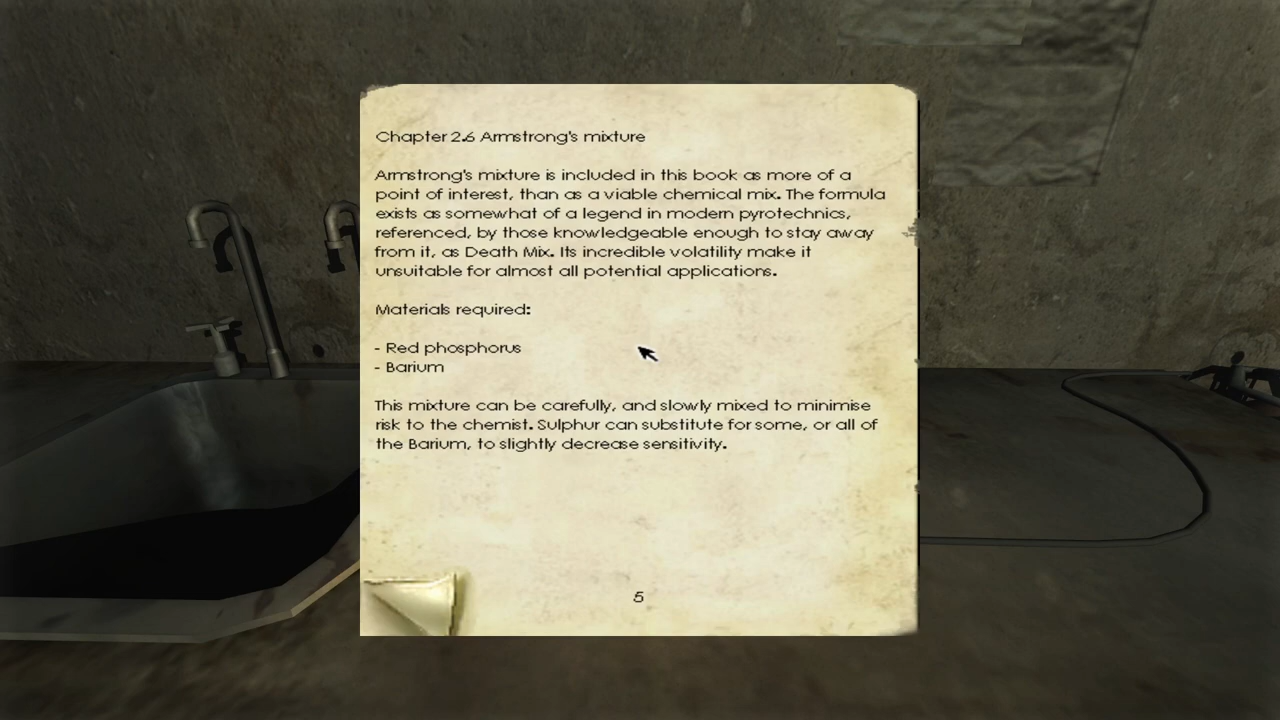 Chapter 2.6 Armstrong's mixture
Armstrong's mixture is included in this book as more of a
point of interest, than as a viable chemical mix. The formula
exists as somewhat of a legend in modern pyrotechnics,
referenced, by those knowledgeable enough to stay away
from it, as Death Mix. Its incredible volatility make it
unsuitable for almost all potential applications.
Materials required:
- Red phosphorus
- Barium
This mixture can be carefully, and slowly mixed to minimise
risk to the chemist. Sulphur can substitute for some, or all of
the Barium, to slightly decrease sensitivity.
5